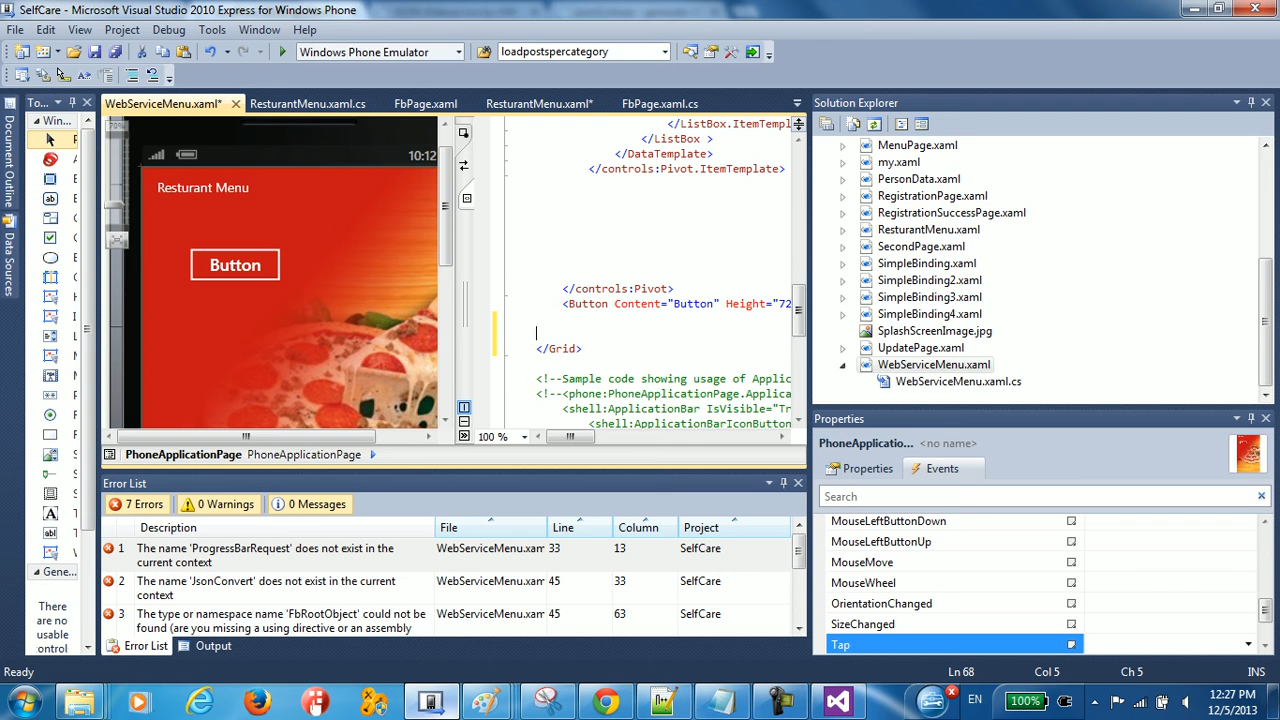 SelfCare - Microsoft Visual Studio 2010 Express for Windows Phone
File Edit View Project Debug Tools Window Help
Windows Phone Emulator
loadpostspercategory
To...
WebServiceMenu.xaml*
ResturantMenu.xaml.cs
FbPage.xaml
ResturantMenu.xaml*
FbPage.xaml.cs
Document Outline
Data Sources
Win...
Gene...
There
are no
usable
ontrol
10:12
Resturant Menu
Button
</ListBox.ItemTempl
</ListBox >
</DataTemplate>
</controls:Pivot.ItemTemplate>
</controls:Pivot>
<Button Content="Button" Height="72
</Grid>
<!--Sample code showing usage of Applic
<!--<phone:PhoneApplicationPage.Applica
<shell:ApplicationBar IsVisible="Tr
<shell:ApplicationBarIconButton
100 %
PhoneApplicationPage PhoneApplicationPage
Error List
7 Errors
0 Warnings
0 Messages
Description File Line Column Project
1 The name 'ProgressBarRequest' does not exist in the WebServiceMenu.xam 33 13 SelfCare
current context
2 The name 'JsonConvert' does not exist in the current WebServiceMenu.xam 45 33 SelfCare
context
3 The type or namespace name 'FbRootObject' could not be WebServiceMenu.xam 45 63 SelfCare
found (are you missing a using directive or an assembly
Error List Output
Solution Explorer
MenuPage.xaml
my.xaml
PersonData.xaml
RegistrationPage.xaml
RegistrationSuccessPage.xaml
ResturantMenu.xaml
SecondPage.xaml
SimpleBinding.xaml
SimpleBinding2.xaml
SimpleBinding3.xaml
SimpleBinding4.xaml
SplashScreenImage.jpg
UpdatePage.xaml
WebServiceMenu.xaml
WebServiceMenu.xaml.cs
Properties
PhoneApplicatio... <no name>
Properties Events
Search
MouseLeftButtonDown
MouseLeftButtonUp
MouseMove
MouseWheel
OrientationChanged
SizeChanged
Tap
Ready Ln 68 Col 5 Ch 5 INS
EN
100%
12:27 PM
12/5/2013